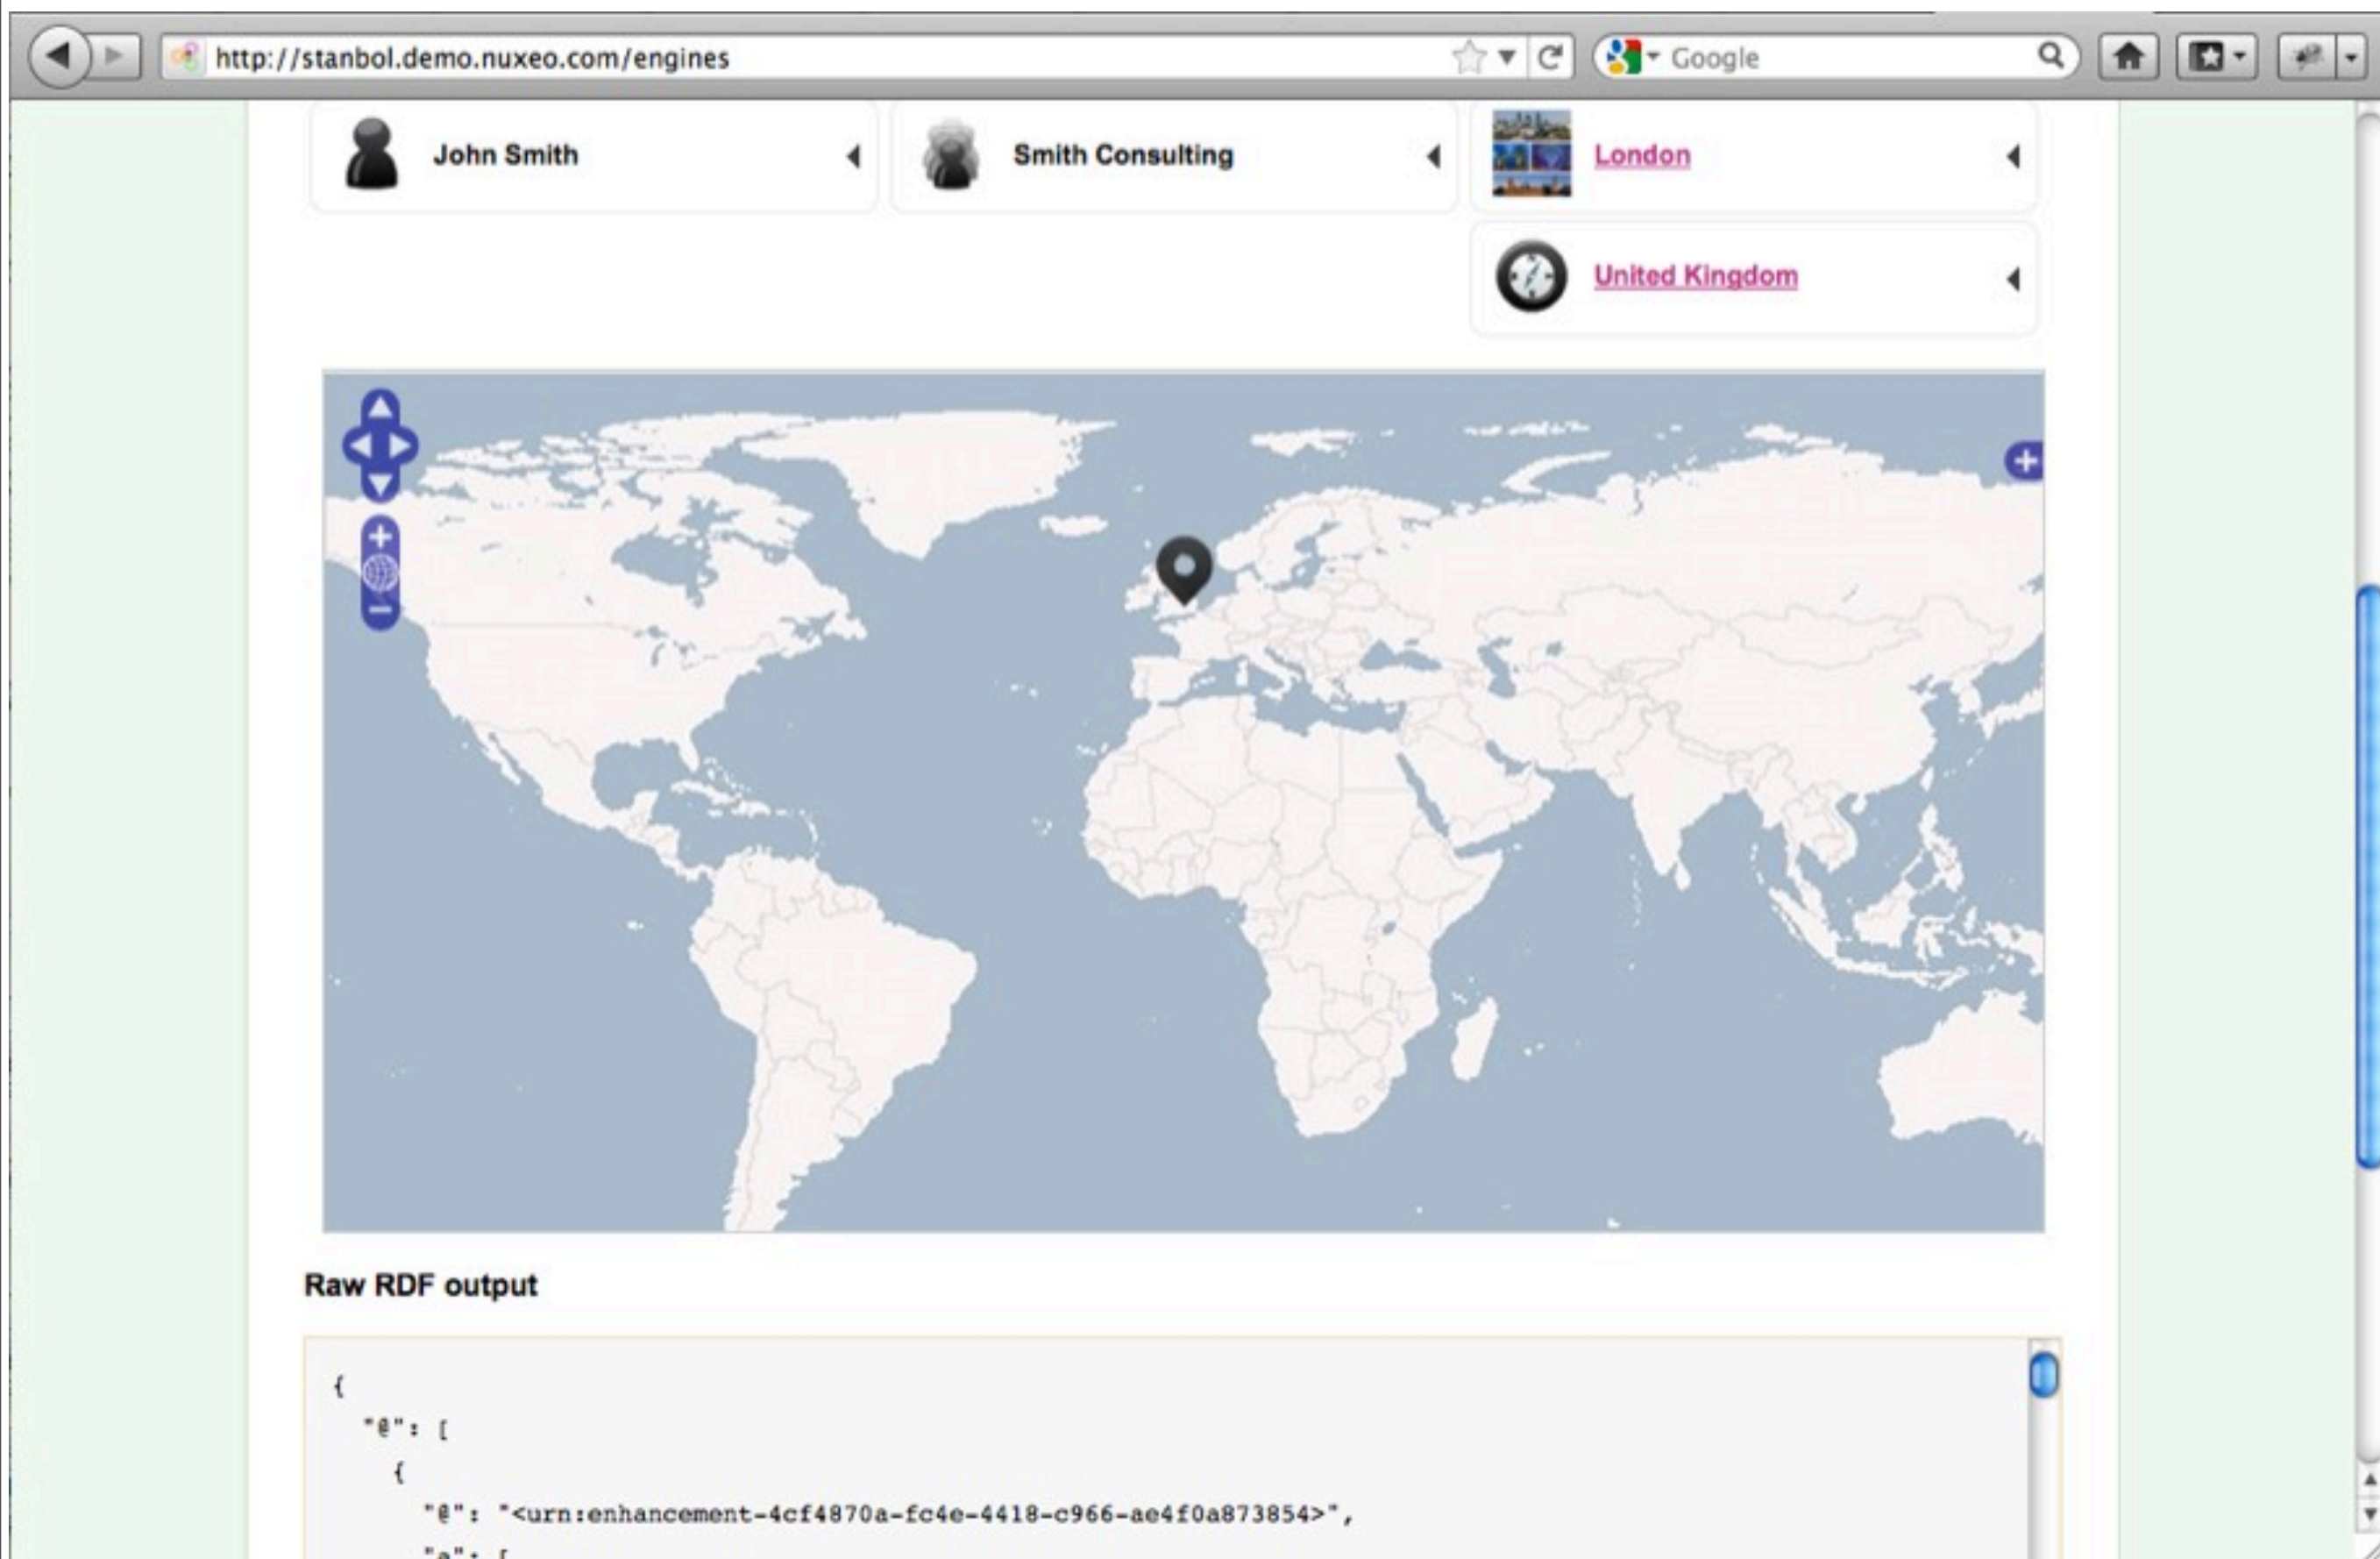 http://stanbol.demo.nuxeo.com/engines
Google
John Smith
Smith Consulting
London
United Kingdom
Raw RDF output
{
"@": [
{
"@": "<urn:enhancement-4cf4870a-fc4e-4418-c966-ae4f0a873854>",